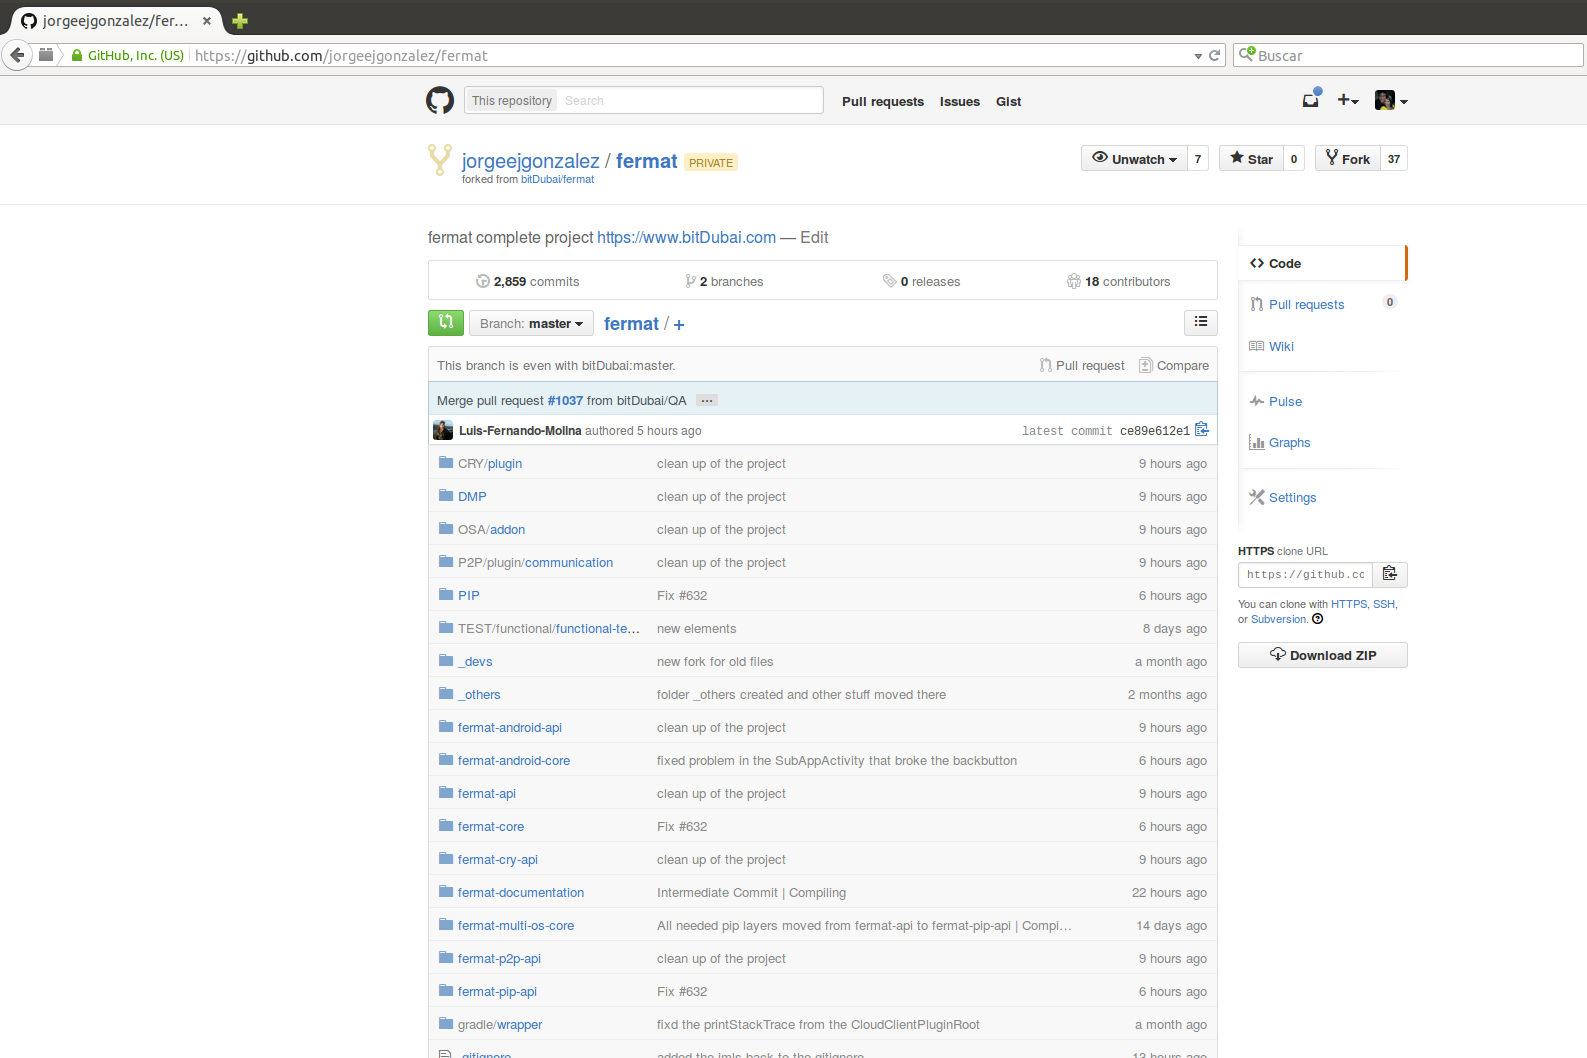 jorgeejgonzalez/fer...
GitHub, Inc. (US) https://github.com/jorgeejgonzalez/fermat Buscar
This repository Search Pull requests Issues Gist
jorgeejgonzalez / fermat PRIVATE Unwatch 7 Star 0 Fork 37
forked from bitDubai/fermat
fermat complete project https://www.bitDubai.com — Edit
2,859 commits 2 branches 0 releases 18 contributors
Branch: master fermat / +
This branch is even with bitDubai:master. Pull request Compare
Merge pull request #1037 from bitDubai/QA ...
Luis-Fernando-Molina authored 5 hours ago latest commit ce89e612e1
CRY/plugin clean up of the project 9 hours ago
DMP clean up of the project 9 hours ago
OSA/addon clean up of the project 9 hours ago
P2P/plugin/communication clean up of the project 9 hours ago
PIP Fix #632 6 hours ago
TEST/functional/functional-te... new elements 8 days ago
_devs new fork for old files a month ago
_others folder _others created and other stuff moved there 2 months ago
fermat-android-api clean up of the project 9 hours ago
fermat-android-core fixed problem in the SubAppActivity that broke the backbutton 6 hours ago
fermat-api clean up of the project 9 hours ago
fermat-core Fix #632 6 hours ago
fermat-cry-api clean up of the project 9 hours ago
fermat-documentation Intermediate Commit | Compiling 22 hours ago
fermat-multi-os-core All needed pip layers moved from fermat-api to fermat-pip-api | Compi... 14 days ago
fermat-p2p-api clean up of the project 9 hours ago
fermat-pip-api Fix #632 6 hours ago
gradle/wrapper fixd the printStackTrace from the CloudClientPluginRoot a month ago
.gitignore added the imls back to the gitignore 13 hours ago
Code
Pull requests 0
Wiki
Pulse
Graphs
Settings
HTTPS clone URL
https://github.cc
You can clone with HTTPS, SSH,
or Subversion.
Download ZIP